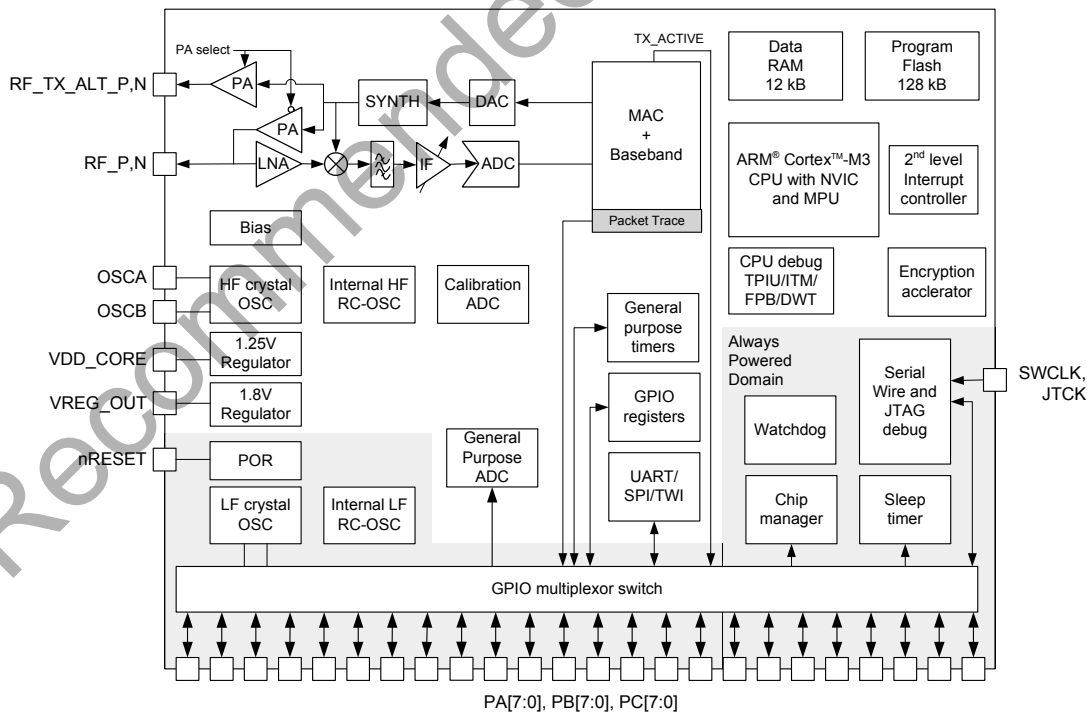 TX_ACTIVE
PA select
RF_TX_ALT_P,N
PA
SYNTH
DAC
MAC
+
Baseband
Packet Trace
PA
RF_P,N
LNA
IF
ADC
Data
RAM
12 kB
Program
Flash
128 kB
ARM® Cortex™-M3
CPU with NVIC
and MPU
2nd level
Interrupt
controller
Bias
OSCA
OSCB
HF crystal
OSC
Internal HF
RC-OSC
Calibration
ADC
CPU debug
TPIU/ITM/
FPB/DWT
Encryption
acclerator
VDD_CORE
1.25V
Regulator
General
purpose
timers
Always
Powered
Domain
Serial
Wire and
JTAG
debug
SWCLK,
JTCK
VREG_OUT
1.8V
Regulator
GPIO
registers
Watchdog
nRESET
POR
General
Purpose
ADC
UART/
SPI/TWI
LF crystal
OSC
Internal LF
RC-OSC
Chip
manager
Sleep
timer
GPIO multiplexor switch
PA[7:0], PB[7:0], PC[7:0]
Recommended